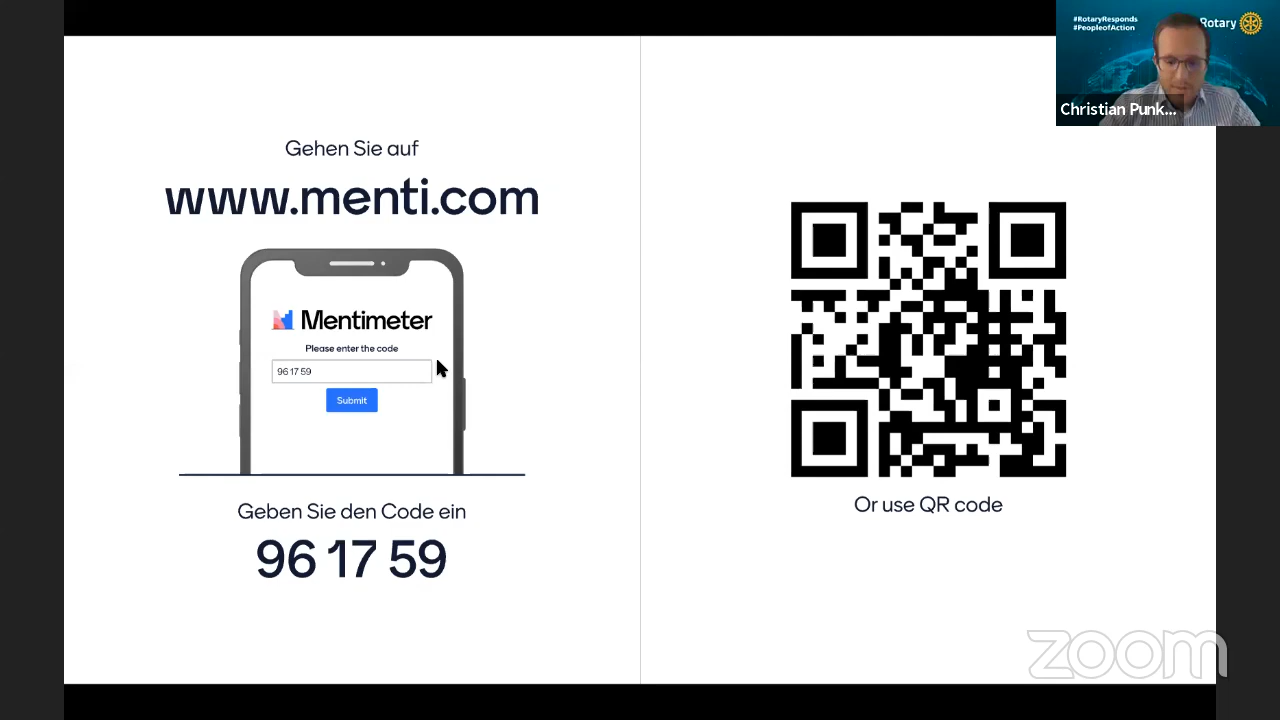 #RotaryResponds
#PeopleofAction
Rotary
Christian Punk...
Gehen Sie auf
www.menti.com
Mentimeter
Please enter the code
96 17 59
Submit
Geben Sie den Code ein
96 17 59
Or use QR code
zoom